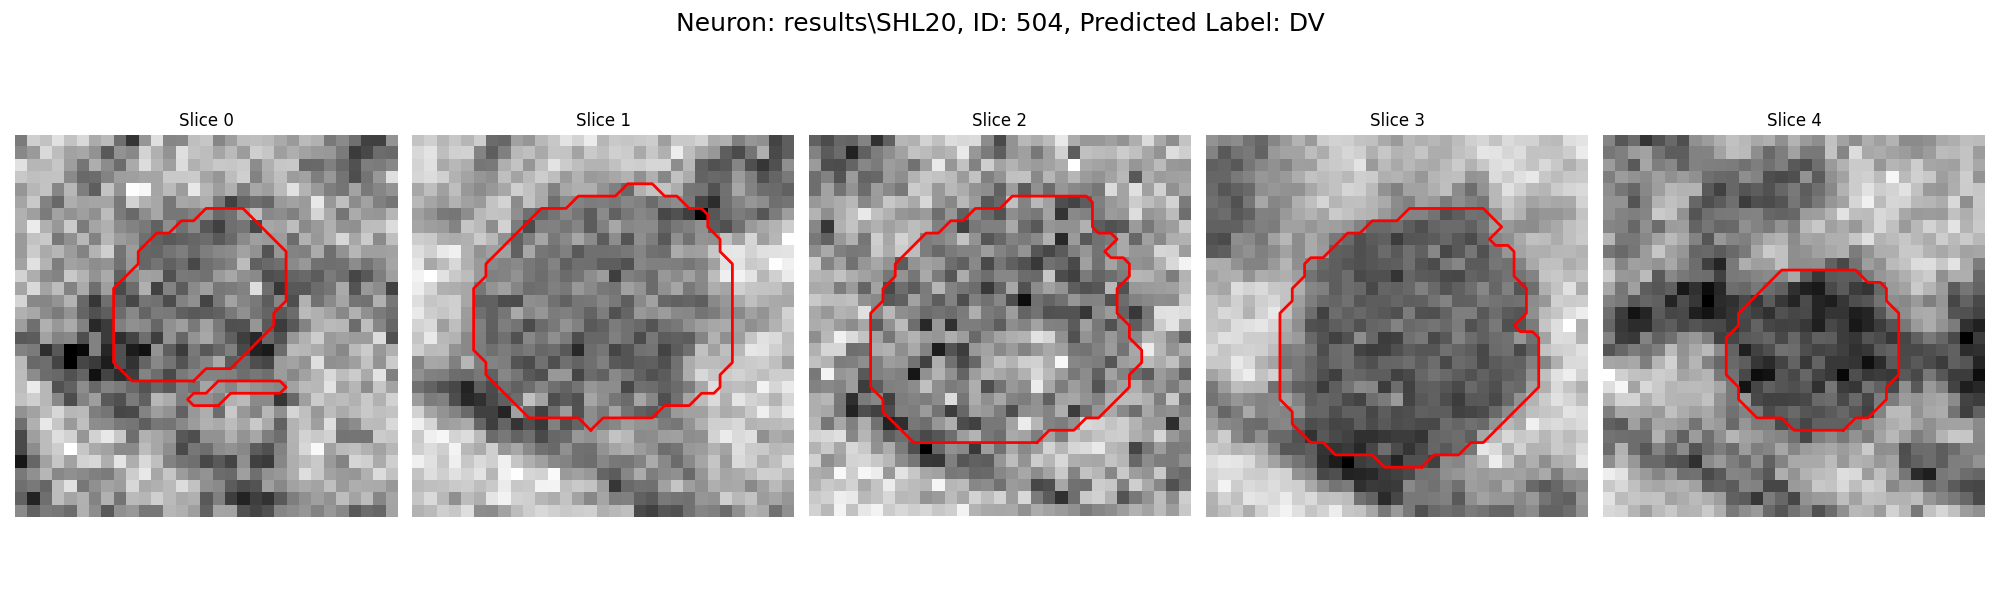 Neuron: results\SHL20, ID: 504, Predicted Label: DV
Slice 0
Slice 1
Slice 2
Slice 3
Slice 4